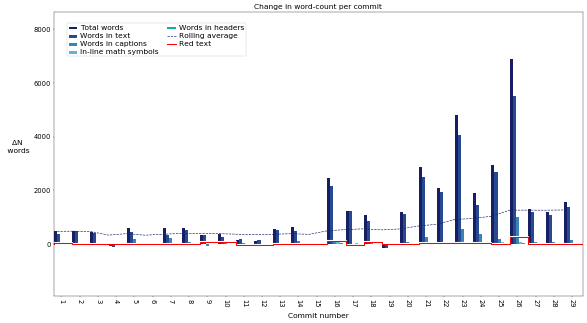 Change in word-count per commit
Total words
Words in text
Words in captions
In-line math symbols
Words in headers
Rolling average
Red text
8000
6000
4000
2000
0
ΔN
words
1 2 3 4 5 6 7 8 9 10 11 12 13 14 15 16 17 18 19 20 21 22 23 24 25 26 27 28 29
Commit number